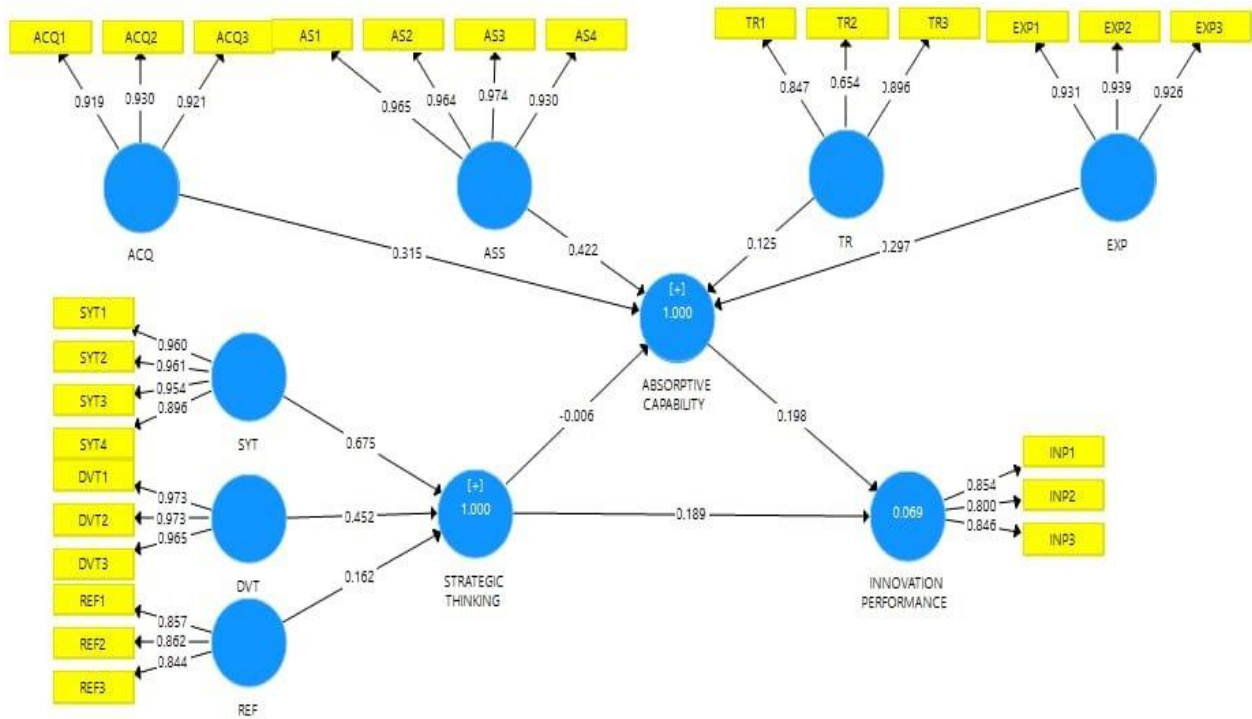 ACQ1
ACQ2
ACQ3
AS1
AS2
AS3
AS4
TR1
TR2
TR3
EXP1
EXP2
EXP3
0.919
0.930
0.921
0.965
0.964
0.974
0.930
0.847
0.654
0.896
0.931
0.939
0.926
ACQ
ASS
TR
EXP
0.315
0.422
0.125
0.297
[+]
1.000
ABSORPTIVE
CAPABILITY
SYT1
SYT2
SYT3
SYT4
0.960
0.961
0.954
0.896
SYT
0.675
-0.006
0.198
DVT1
DVT2
DVT3
0.973
0.973
0.965
DVT
0.452
[+]
1.000
STRATEGIC
THINKING
0.189
0.069
INNOVATION
PERFORMANCE
0.854
0.800
0.846
INP1
INP2
INP3
REF1
REF2
REF3
0.857
0.862
0.844
REF
0.162